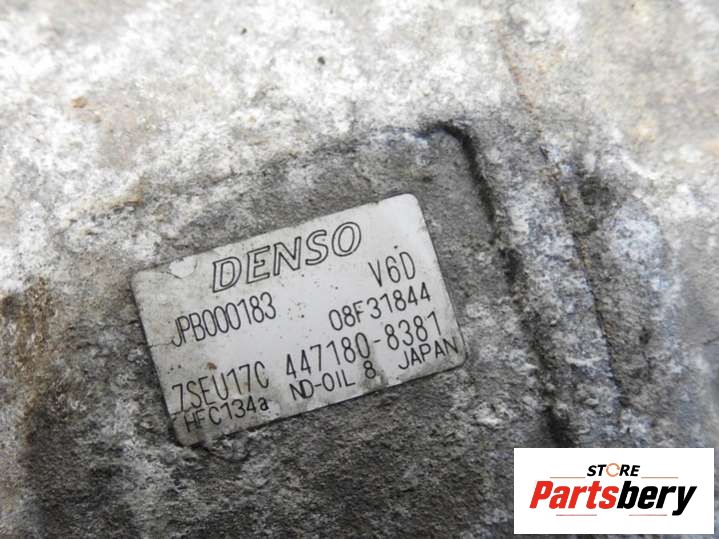 DENSO
JPB000183 V6D
08F31844
7SEU17C 447180-8381
HFC134a ND-OIL 8 JAPAN
STORE
Partsbery